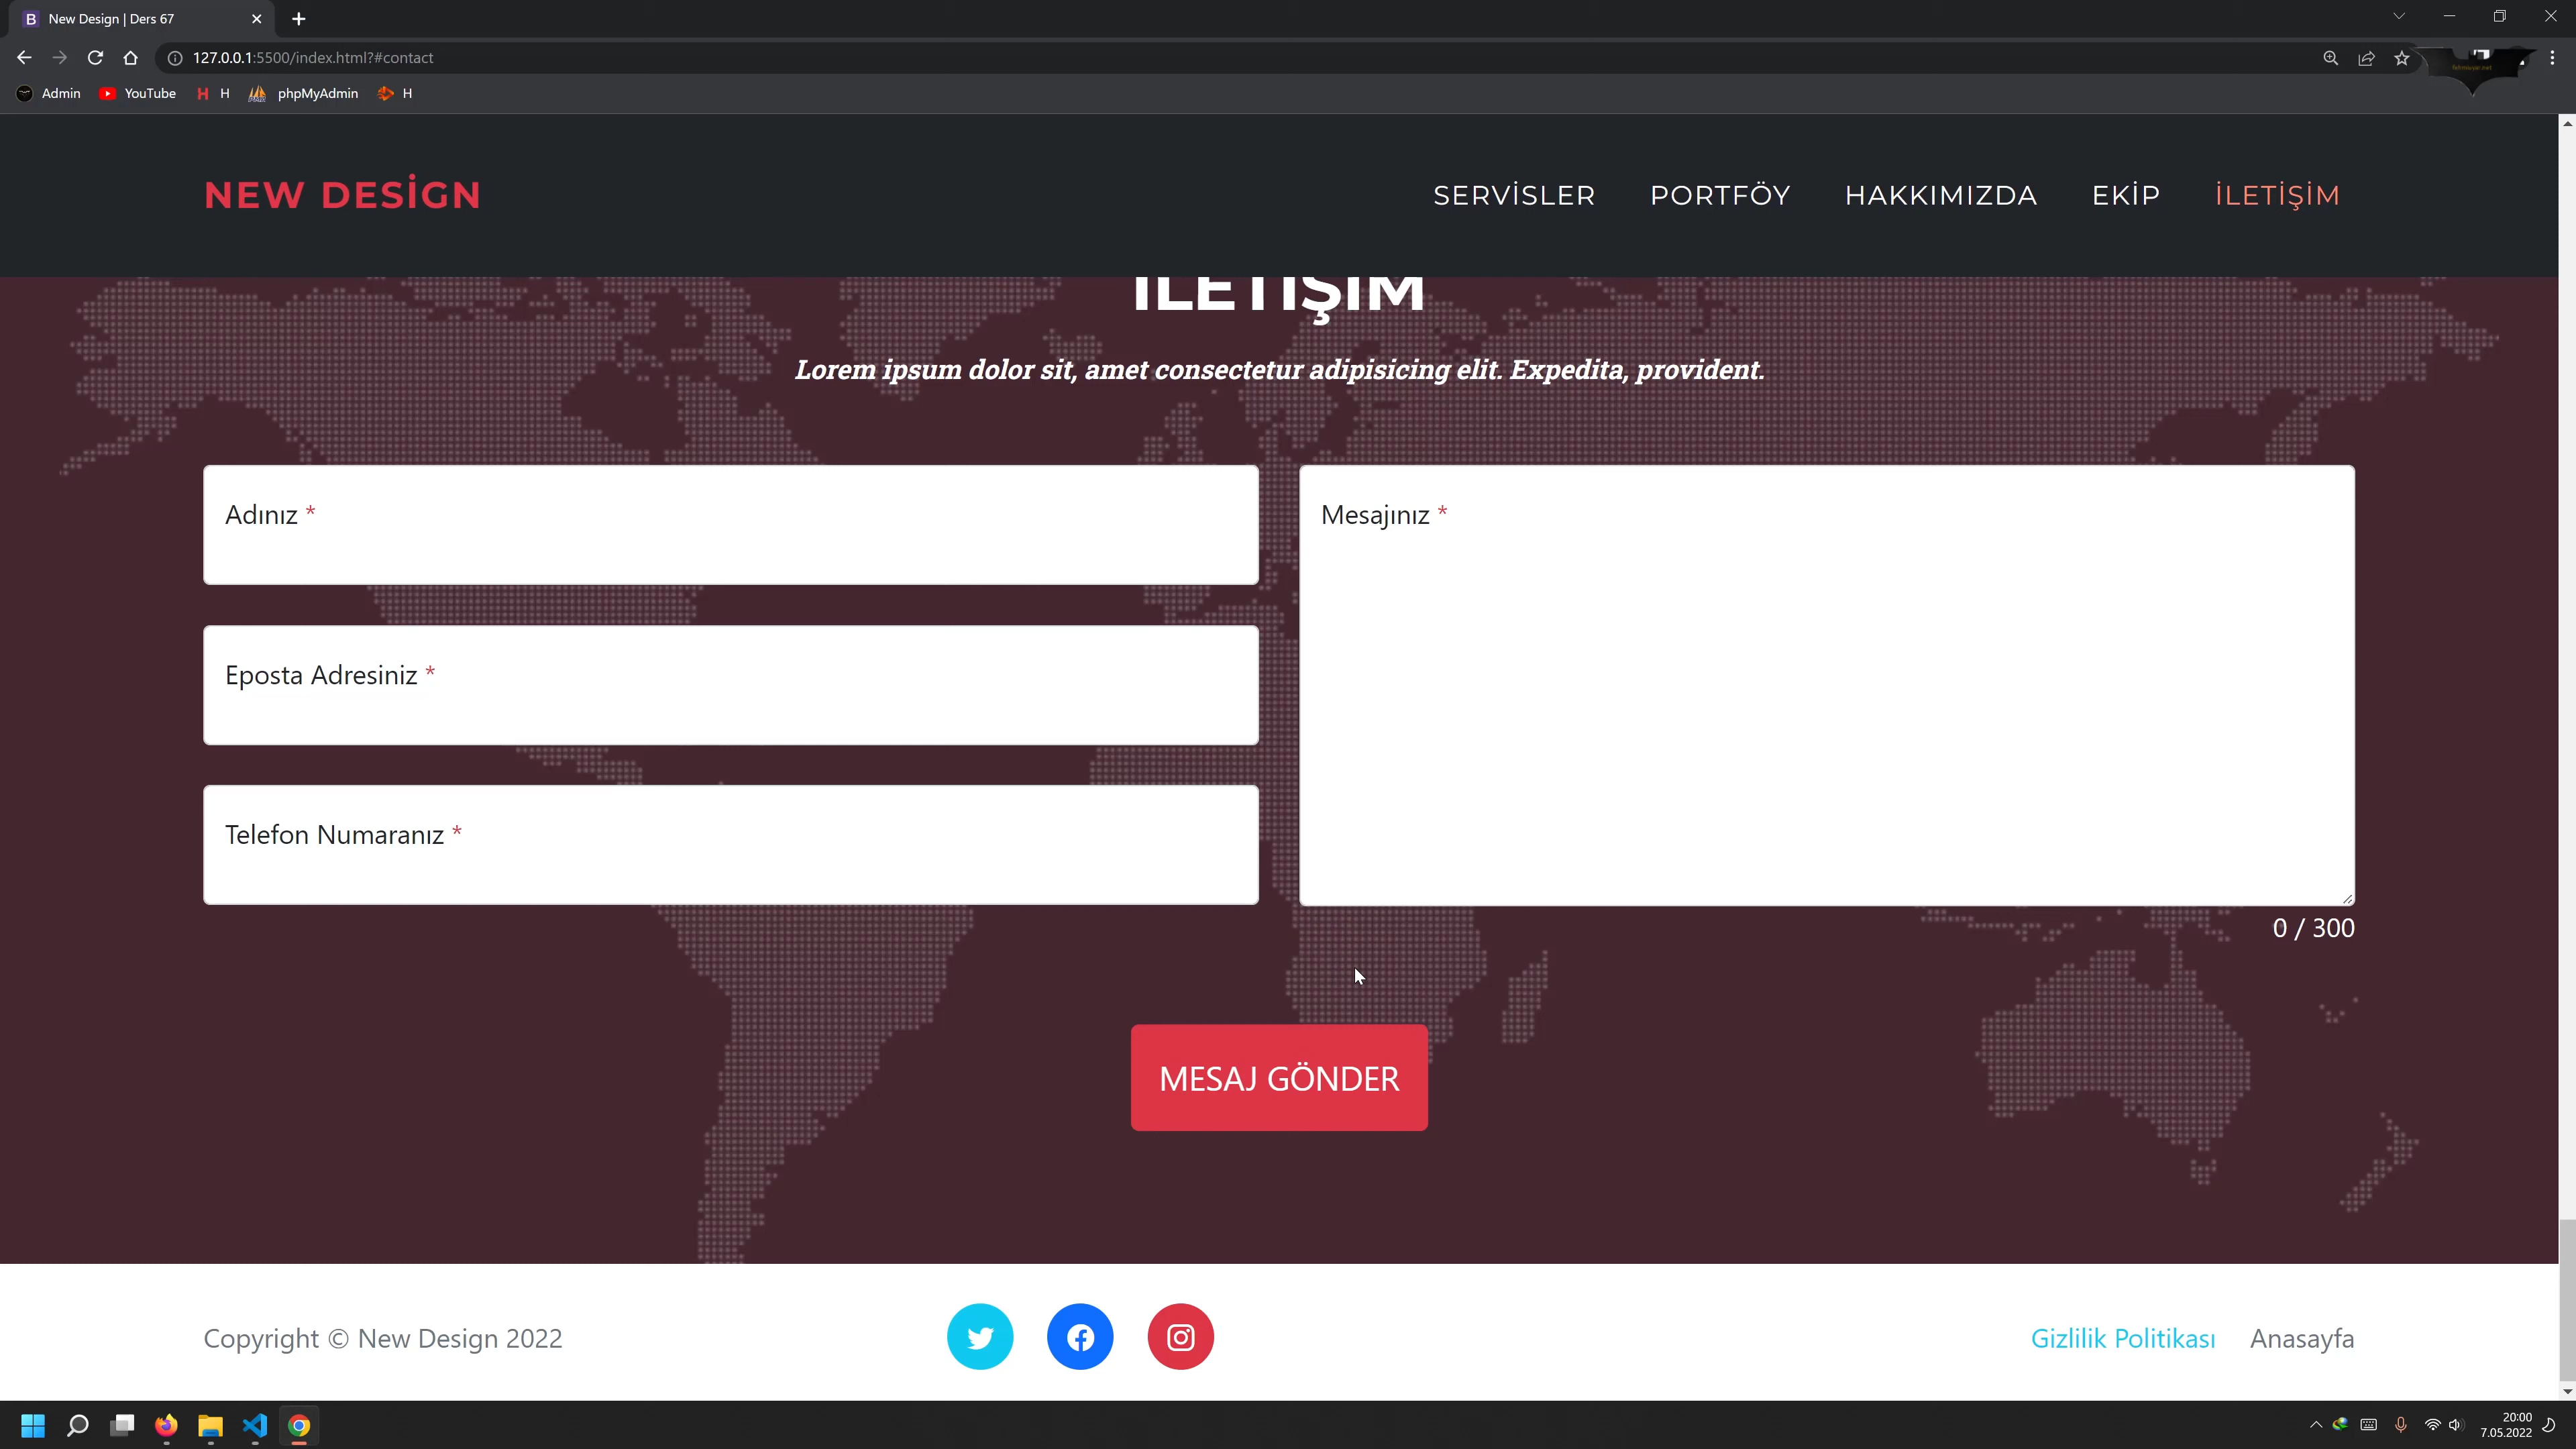 New Design | Ders 67
127.0.0.1:5500/index.html?#contact
Admin YouTube H phpMyAdmin H
NEW DESİGN
SERVİSLER PORTFÖY HAKKIMIZDA EKİP İLETİŞİM
İLETİŞİM
Lorem ipsum dolor sit, amet consectetur adipisicing elit. Expedita, provident.
Adınız *
Mesajınız *
Eposta Adresiniz *
Telefon Numaranız *
0 / 300
MESAJ GÖNDER
Copyright © New Design 2022
Gizlilik Politikası Anasayfa
20:00
7.05.2022